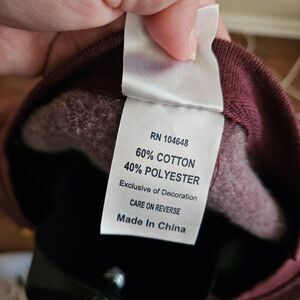 RN 104648
60% COTTON
40% POLYESTER
Exclusive of Decoration
CARE ON REVERSE
Made In China